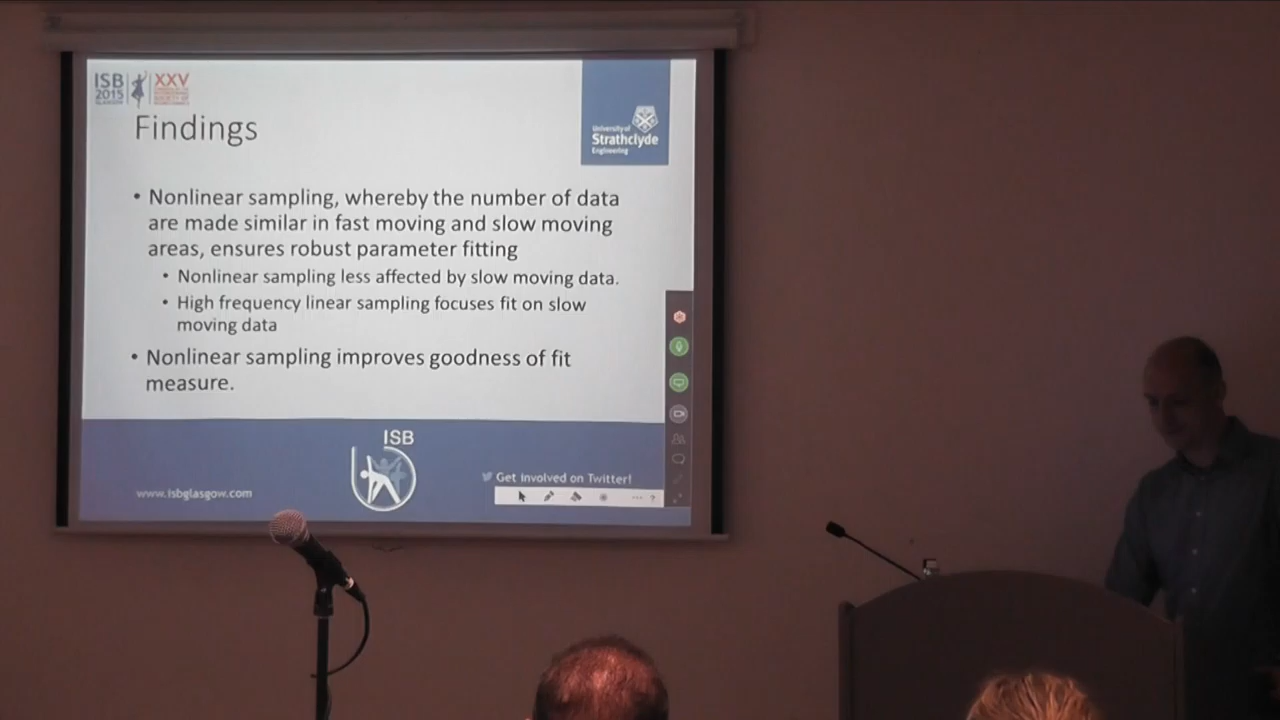 ISB
2015
GLASGOW
XXV
Findings
University of
Strathclyde
Engineering
• Nonlinear sampling, whereby the number of data
are made similar in fast moving and slow moving
areas, ensures robust parameter fitting
• Nonlinear sampling less affected by slow moving data.
• High frequency linear sampling focuses fit on slow
moving data
• Nonlinear sampling improves goodness of fit
measure.
ISB
Get Involved on Twitter!
www.isbglasgow.com
?